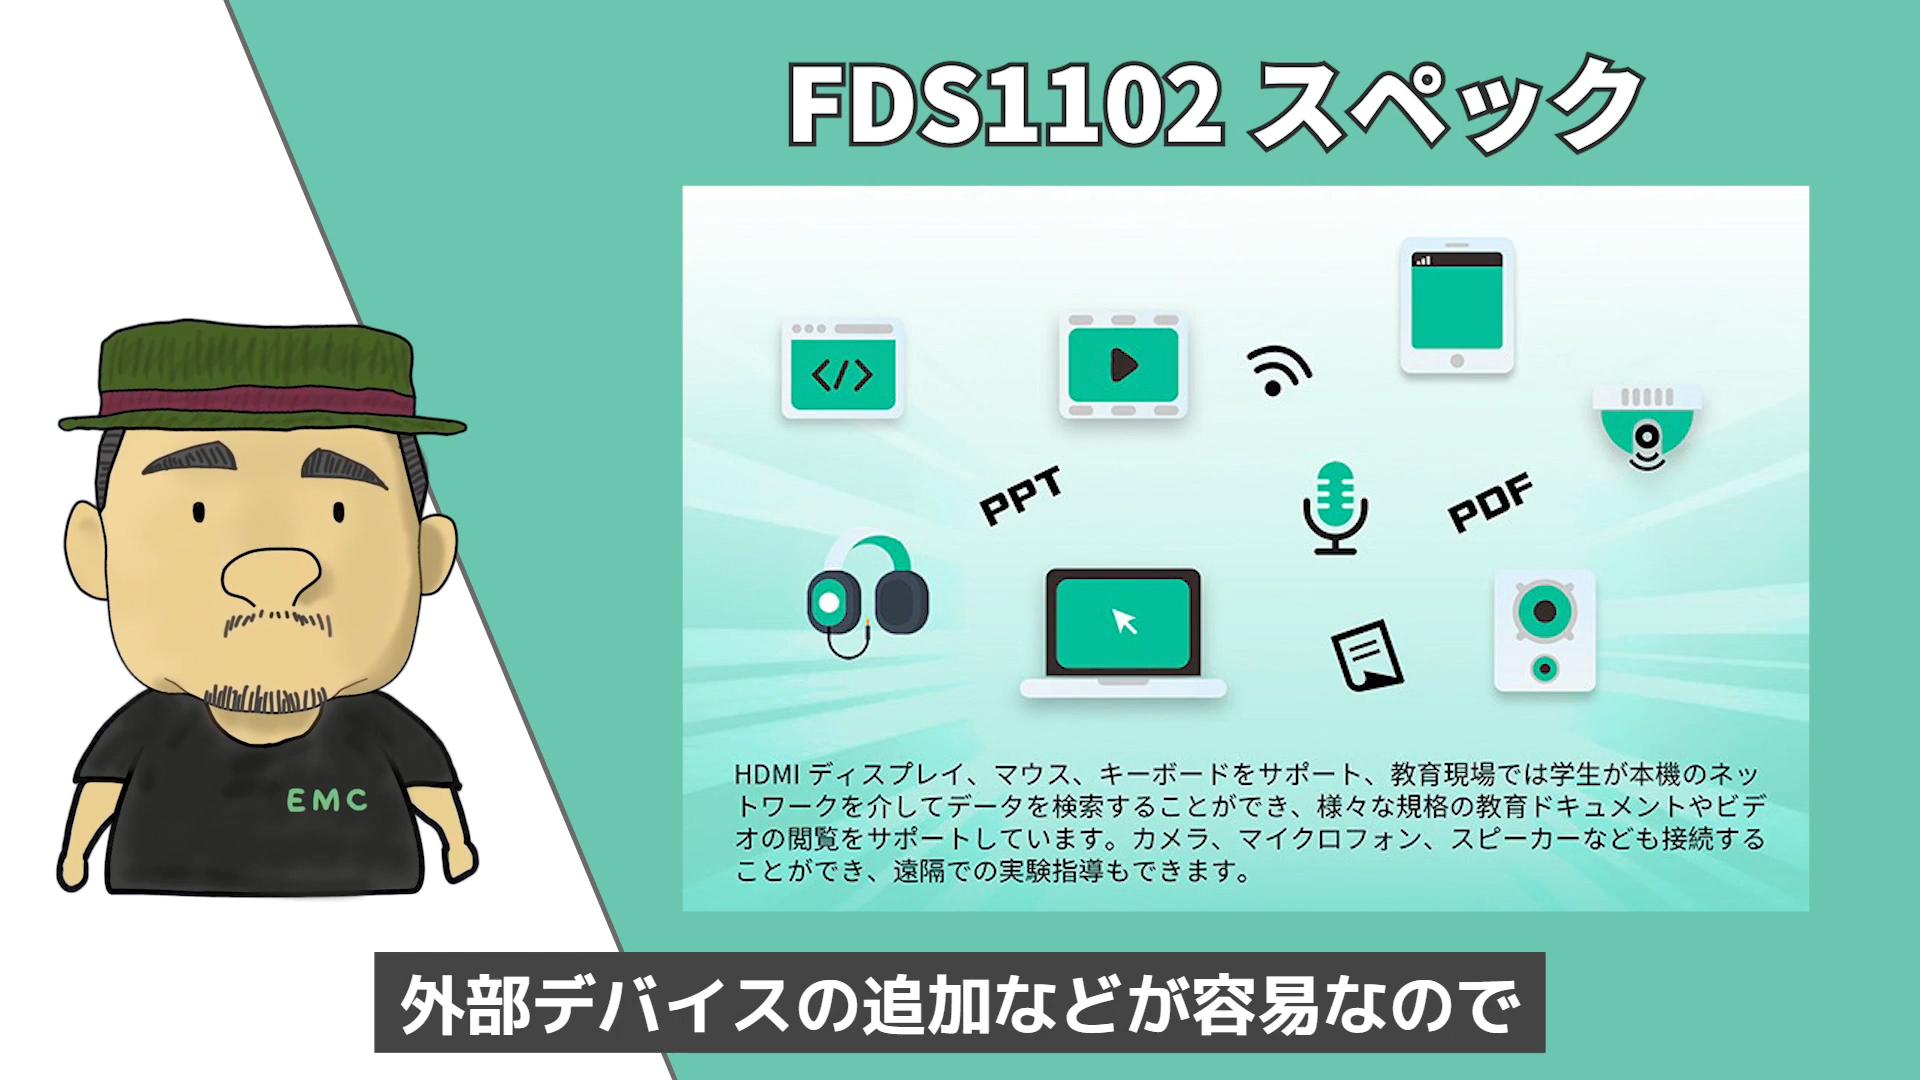 FDS1102 スペック
</>
PPT
PDF
EMC
HDMI ディスプレイ、マウス、キーボードをサポート、教育現場では学生が本機のネッ
トワークを介してデータを検索することができ、様々な規格の教育ドキュメントやビデ
オの閲覧をサポートしています。カメラ、マイクロフォン、スピーカーなども接続する
ことができ、遠隔での実験指導もできます。
外部デバイスの追加などが容易なので